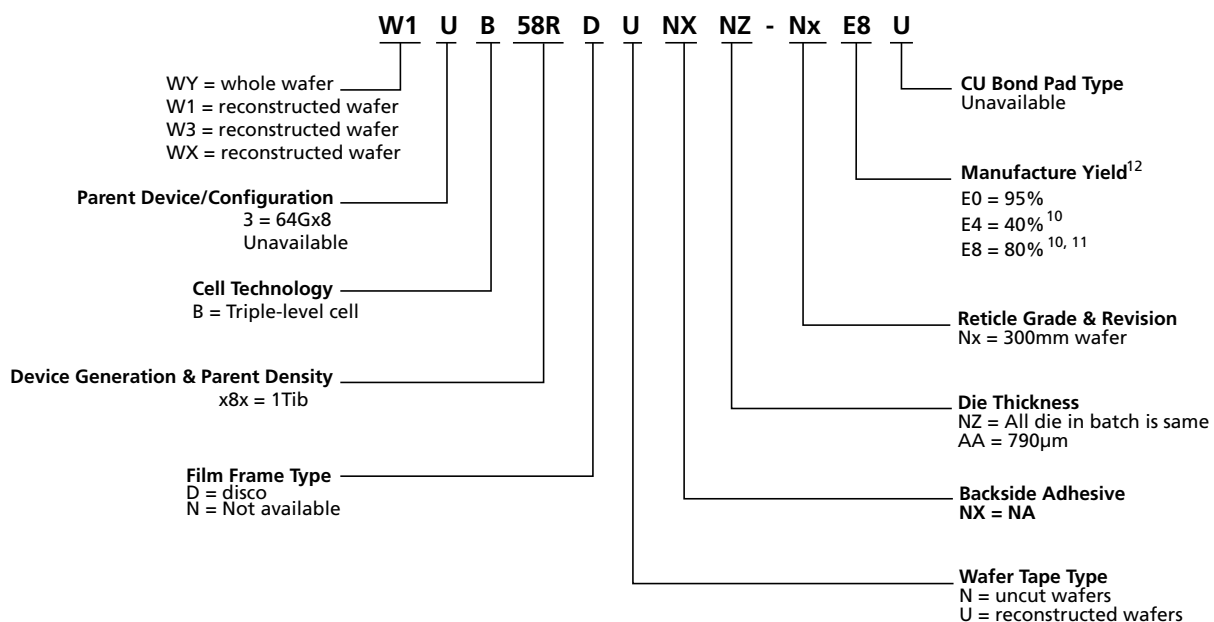 W1 U B 58R D U NX NZ - Nx E8 U
WY = whole wafer
W1 = reconstructed wafer
W3 = reconstructed wafer
WX = reconstructed wafer
Parent Device/Configuration
3 = 64Gx8
Unavailable
Cell Technology
B = Triple-level cell
Device Generation & Parent Density
x8x = 1Tib
Film Frame Type
D = disco
N = Not available
CU Bond Pad Type
Unavailable
Manufacture Yield12
E0 = 95%
E4 = 40% 10
E8 = 80% 10, 11
Reticle Grade & Revision
Nx = 300mm wafer
Die Thickness
NZ = All die in batch is same
AA = 790µm
Backside Adhesive
NX = NA
Wafer Tape Type
N = uncut wafers
U = reconstructed wafers